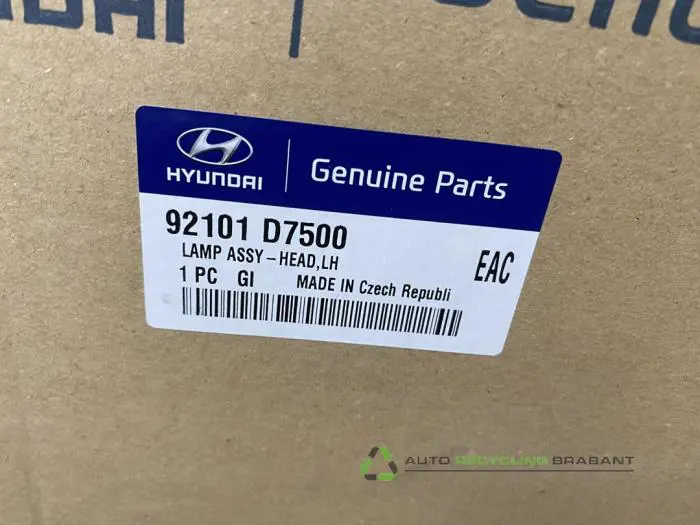 HYUNDAI
Genuine Parts
92101 D7500
LAMP ASSY-HEAD,LH
EAC
1 PC GI MADE IN Czech Republi
AUTO RECYCLING BRABANT